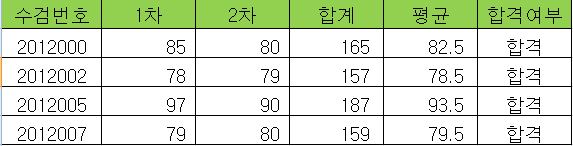 수검번호 1차 2차 합계 평균 합격여부
2012000 85 80 165 82.5 합격
2012002 78 79 157 78.5 합격
2012005 97 90 187 93.5 합격
2012007 79 80 159 79.5 합격